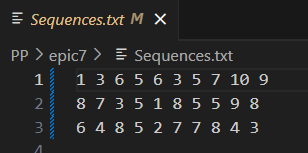 Sequences.txt M
PP > epic7 > Sequences.txt
1 1 3 6 5 6 3 5 7 10 9
2 8 7 3 5 1 8 5 5 9 8
3 6 4 8 5 2 7 7 8 4 3